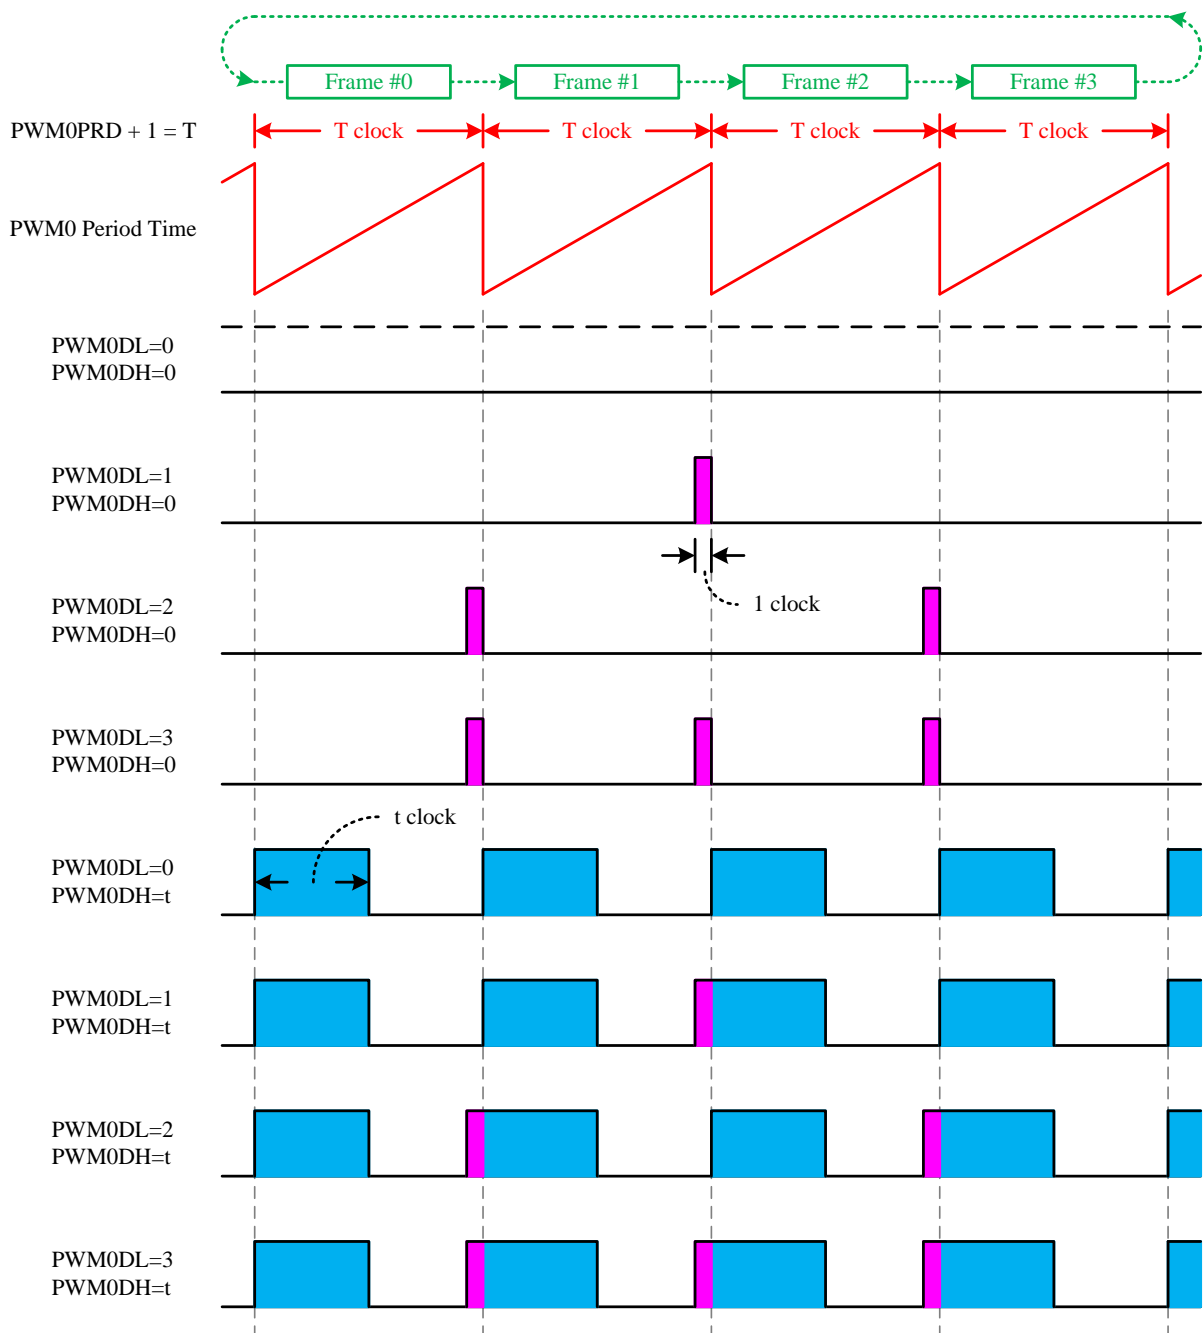 Frame #0 Frame #1 Frame #2 Frame #3
PWM0PRD + 1 = T T clock T clock T clock T clock
PWM0 Period Time
PWM0DL=0
PWM0DH=0
PWM0DL=1
PWM0DH=0
1 clock
PWM0DL=2
PWM0DH=0
PWM0DL=3
PWM0DH=0
t clock
PWM0DL=0
PWM0DH=t
PWM0DL=1
PWM0DH=t
PWM0DL=2
PWM0DH=t
PWM0DL=3
PWM0DH=t